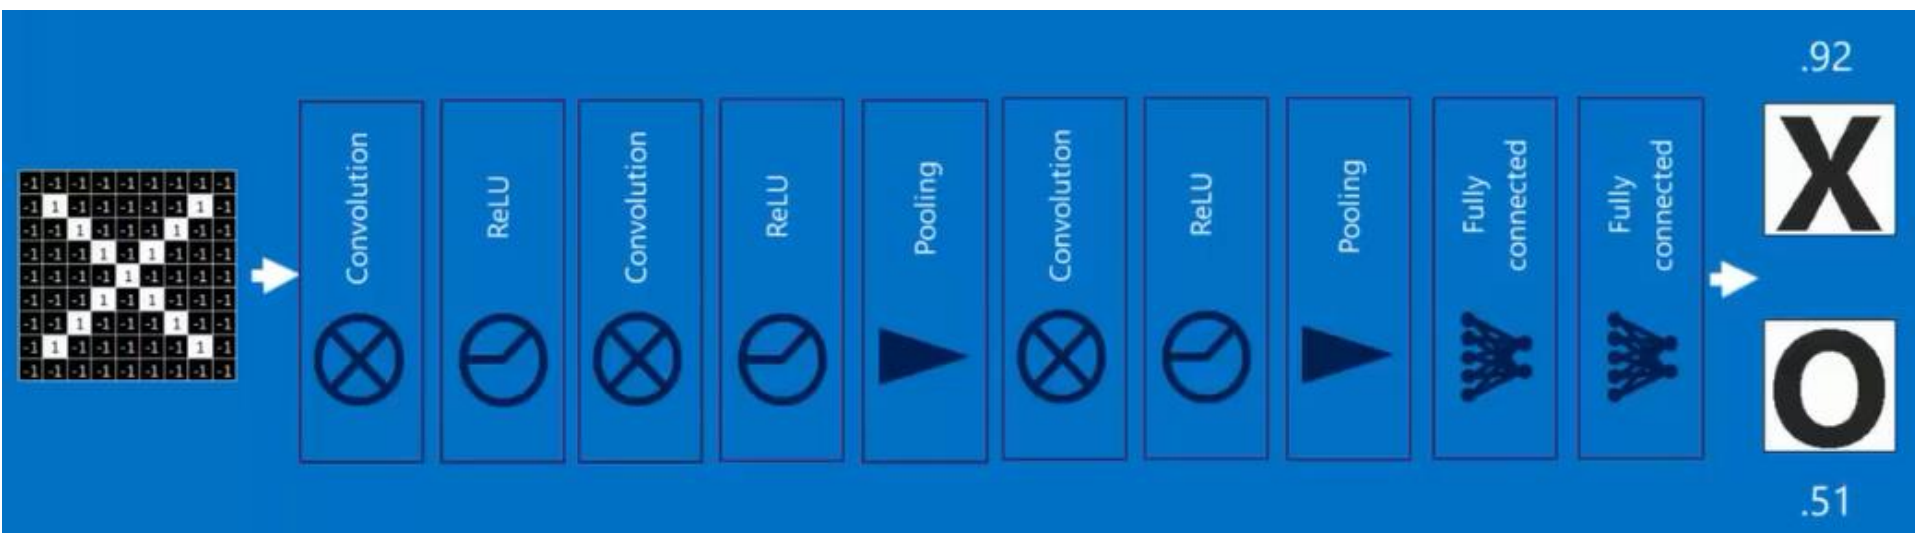 -1 -1 -1 -1 -1 -1 -1 -1 -1
-1 1 -1 -1 -1 -1 -1 1 -1
-1 -1 1 -1 -1 -1 1 -1 -1
-1 -1 -1 1 -1 1 -1 -1 -1
-1 -1 -1 -1 1 -1 -1 -1 -1
-1 -1 -1 1 -1 1 -1 -1 -1
-1 -1 1 -1 -1 -1 1 -1 -1
-1 1 -1 -1 -1 -1 -1 1 -1
-1 -1 -1 -1 -1 -1 -1 -1 -1
Convolution
ReLU
Convolution
ReLU
Pooling
Convolution
ReLU
Pooling
Fully
connected
Fully
connected
.92
X
O
.51